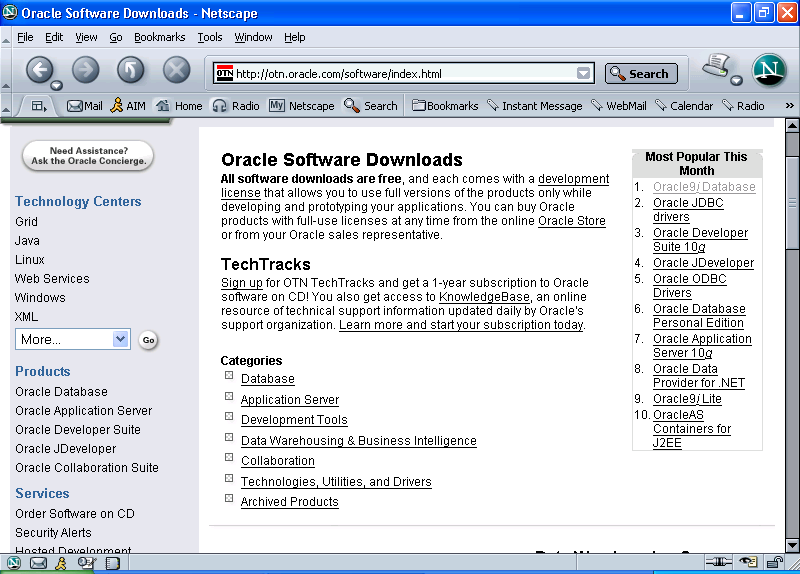 Oracle Software Downloads - Netscape
File Edit View Go Bookmarks Tools Window Help
OTN http://otn.oracle.com/software/index.html Search N
Mail AIM Home Radio My Netscape Search Bookmarks Instant Message WebMail Calendar Radio »
Need Assistance?
Ask the Oracle Concierge.
Technology Centers
Grid
Java
Linux
Web Services
Windows
XML
More... Go
Products
Oracle Database
Oracle Application Server
Oracle Developer Suite
Oracle JDeveloper
Oracle Collaboration Suite
Services
Order Software on CD
Security Alerts
Hosted Development
Oracle Software Downloads
All software downloads are free, and each comes with a development
license that allows you to use full versions of the products only while
developing and prototyping your applications. You can buy Oracle
products with full-use licenses at any time from the online Oracle Store
or from your Oracle sales representative.
TechTracks
Sign up for OTN TechTracks and get a 1-year subscription to Oracle
software on CD! You also get access to KnowledgeBase, an online
resource of technical support information updated daily by Oracle's
support organization. Learn more and start your subscription today.
Categories
Database
Application Server
Development Tools
Data Warehousing & Business Intelligence
Collaboration
Technologies, Utilities, and Drivers
Archived Products
Most Popular This
Month
1. Oracle9i Database
2. Oracle JDBC
drivers
3. Oracle Developer
Suite 10g
4. Oracle JDeveloper
5. Oracle ODBC
Drivers
6. Oracle Database
Personal Edition
7. Oracle Application
Server 10g
8. Oracle Data
Provider for .NET
9. Oracle9i Lite
10. OracleAS
Containers for
J2EE